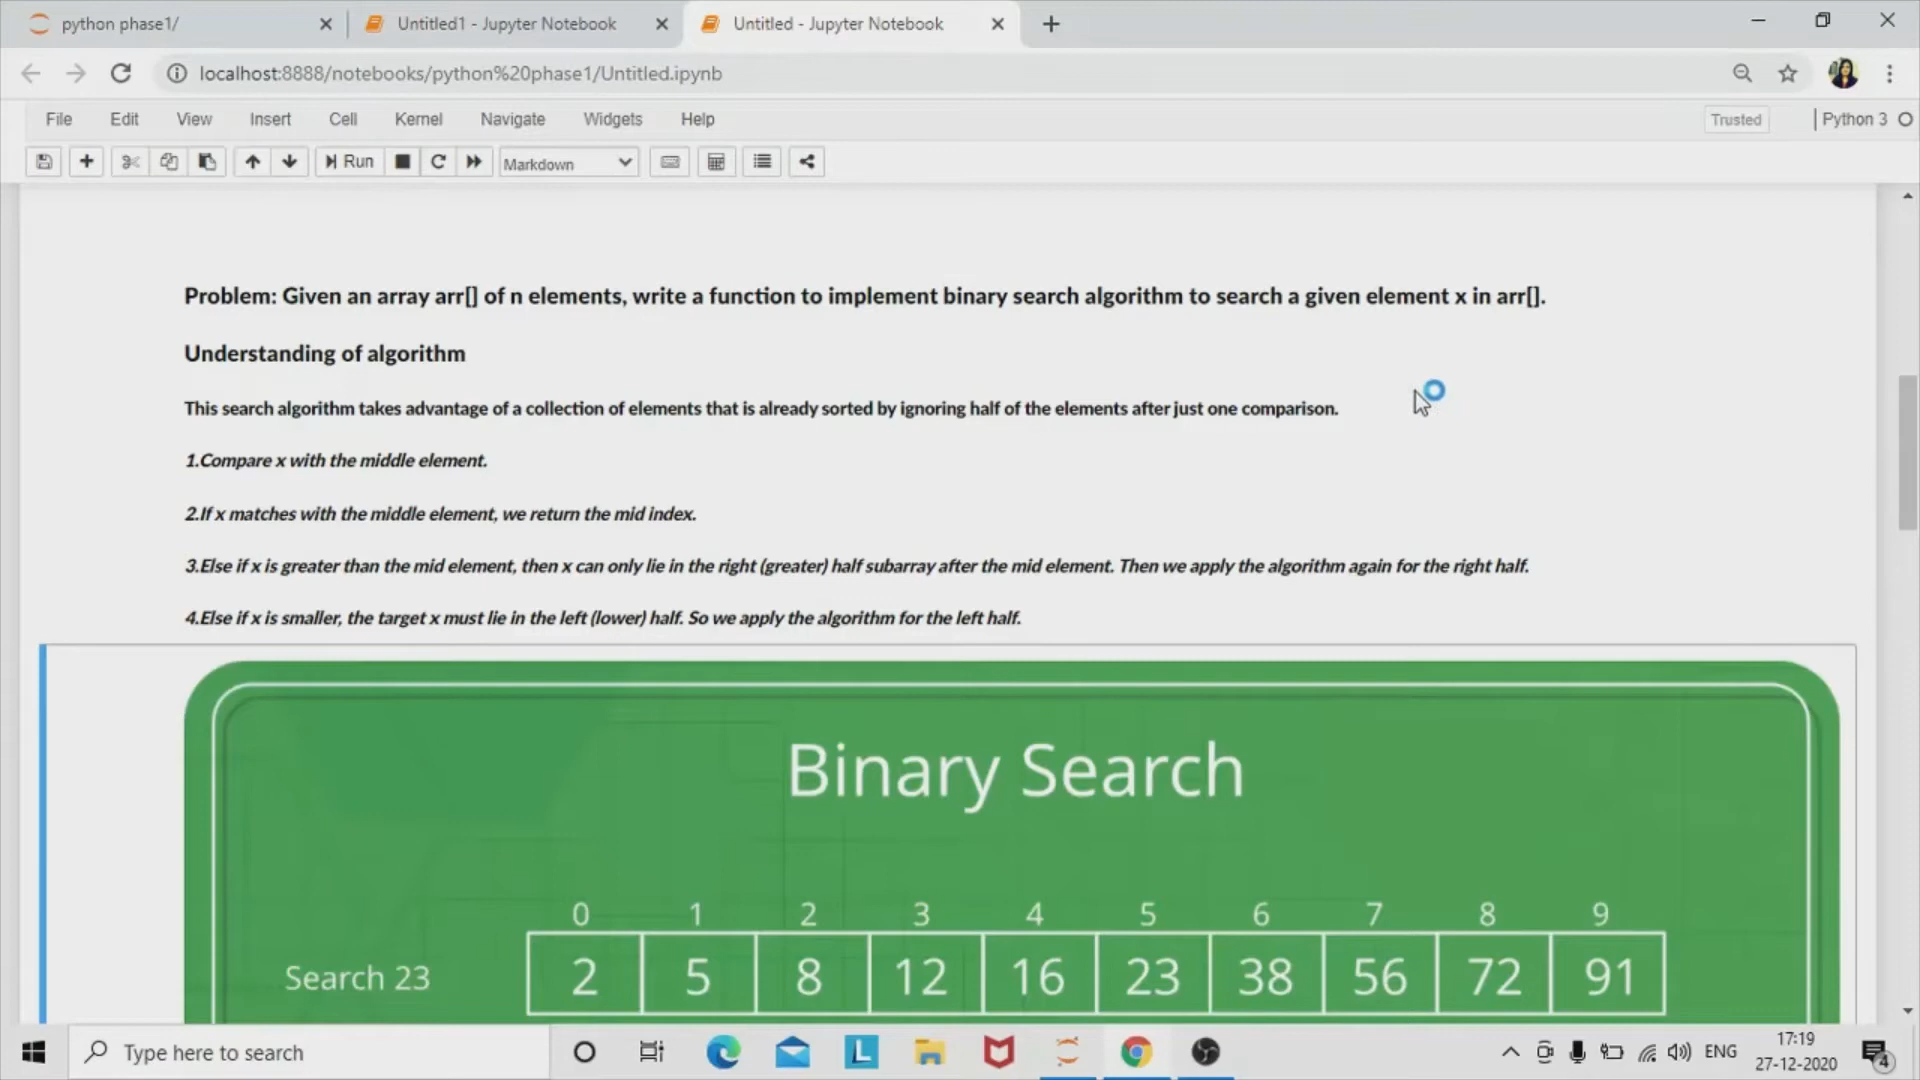 python phase1/
Untitled1 - Jupyter Notebook
Untitled - Jupyter Notebook
localhost:8888/notebooks/python%20phase1/Untitled.ipynb
File Edit View Insert Cell Kernel Navigate Widgets Help
Trusted
Python 3
Run
Markdown
Problem: Given an array arr[] of n elements, write a function to implement binary search algorithm to search a given element x in arr[].
Understanding of algorithm
This search algorithm takes advantage of a collection of elements that is already sorted by ignoring half of the elements after just one comparison.
1.Compare x with the middle element.
2.If x matches with the middle element, we return the mid index.
3.Else if x is greater than the mid element, then x can only lie in the right (greater) half subarray after the mid element. Then we apply the algorithm again for the right half.
4.Else if x is smaller, the target x must lie in the left (lower) half. So we apply the algorithm for the left half.
Binary Search
0 1 2 3 4 5 6 7 8 9
Search 23 2 5 8 12 16 23 38 56 72 91
Type here to search
L
ENG
17:19
27-12-2020
4